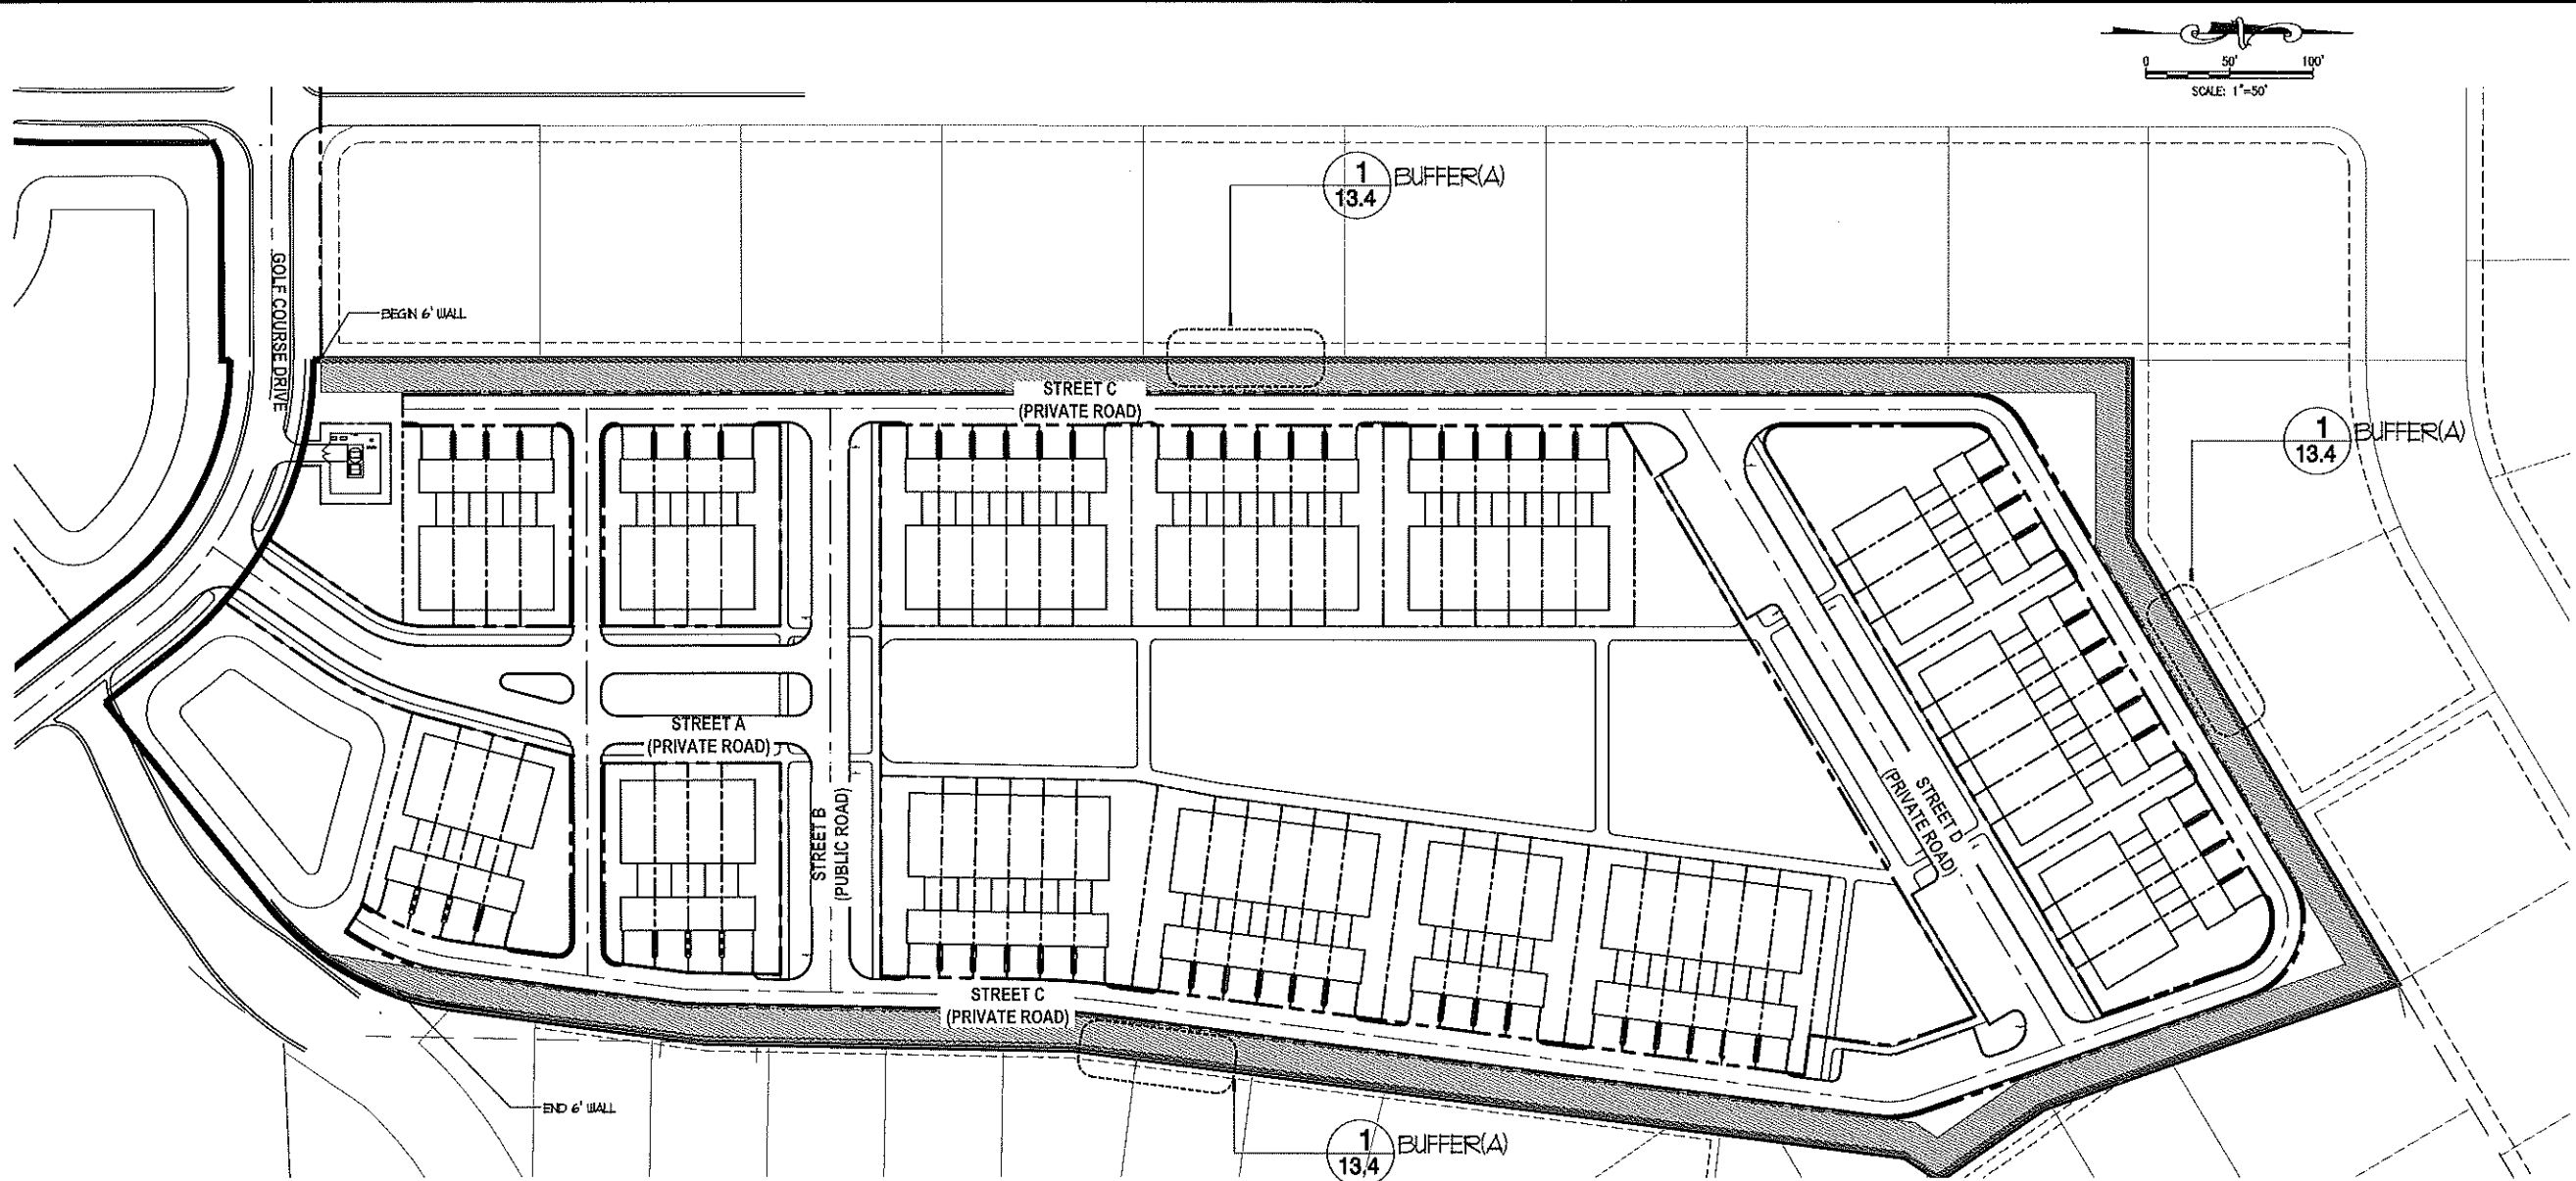 0 50' 100'
SCALE: 1"=50'
1
13.4
BUFFER(A)
GOLF COURSE DRIVE
BEGIN 6' WALL
STREET C
(PRIVATE ROAD)
1
13.4
BUFFER(A)
STREET A
(PRIVATE ROAD)
STREET B
(PUBLIC ROAD)
STREET D
(PRIVATE ROAD)
STREET C
(PRIVATE ROAD)
END 6' WALL
1
13,4
BUFFER(A)